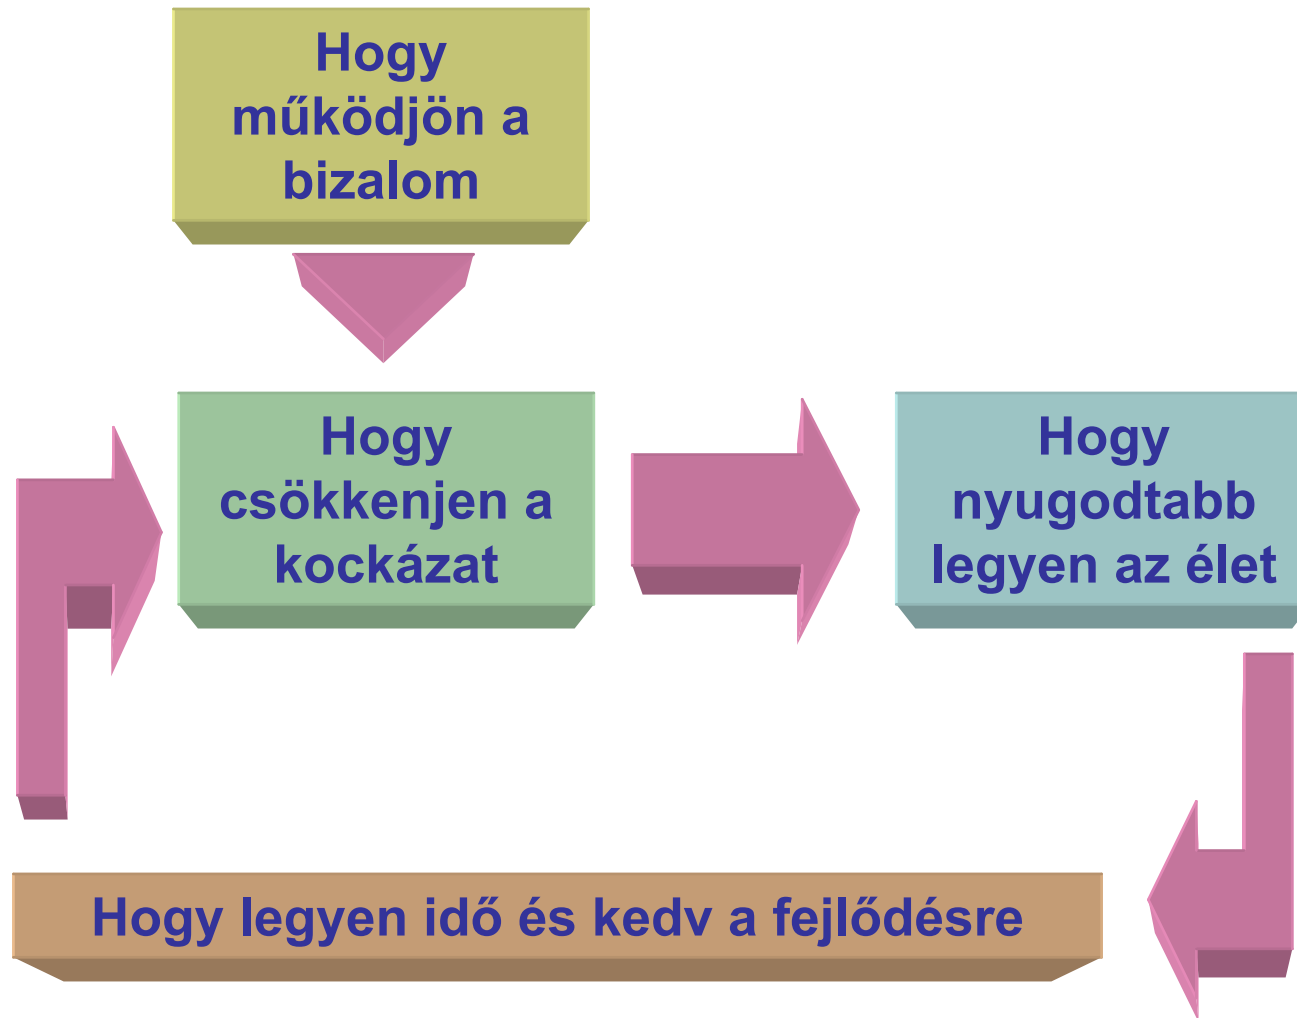 Hogy
működjön a
bizalom
Hogy
csökkenjen a
kockázat
Hogy
nyugodtabb
legyen az élet
Hogy legyen idő és kedv a fejlődésre